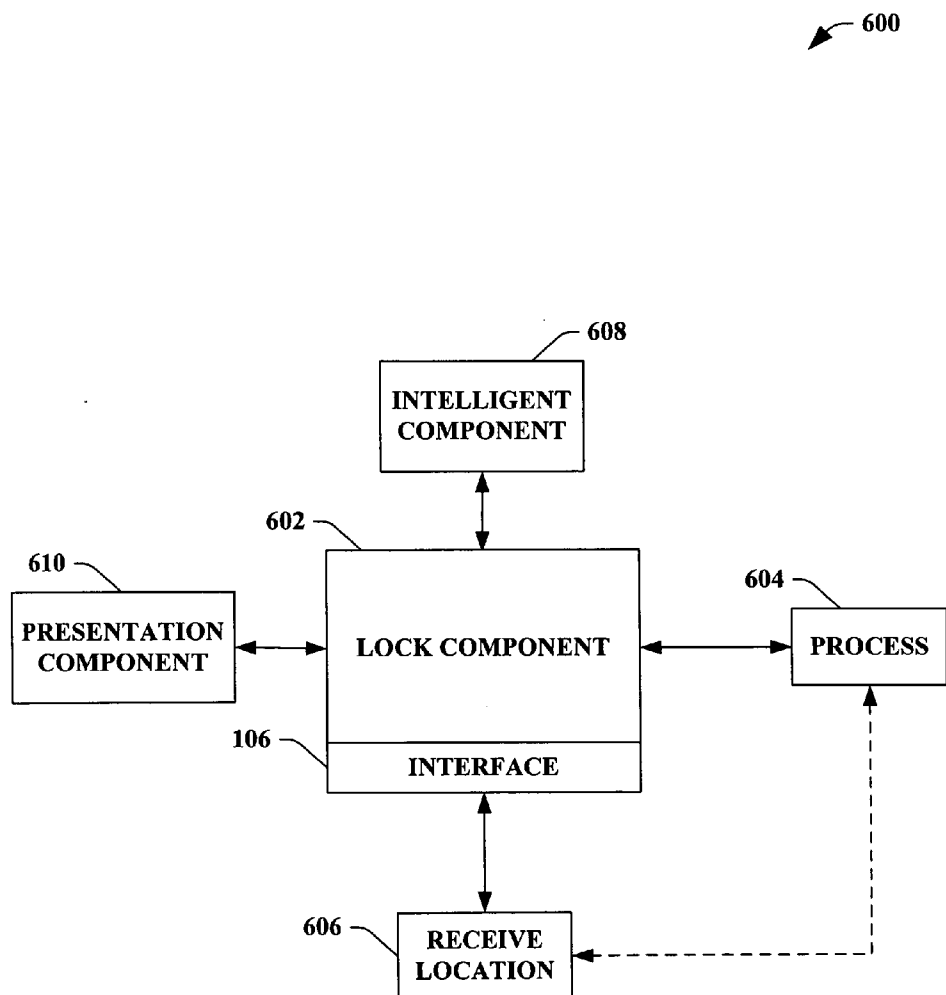 600
608
INTELLIGENT
COMPONENT
602
610
604
PRESENTATION
COMPONENT
LOCK COMPONENT
PROCESS
106
INTERFACE
606
RECEIVE
LOCATION